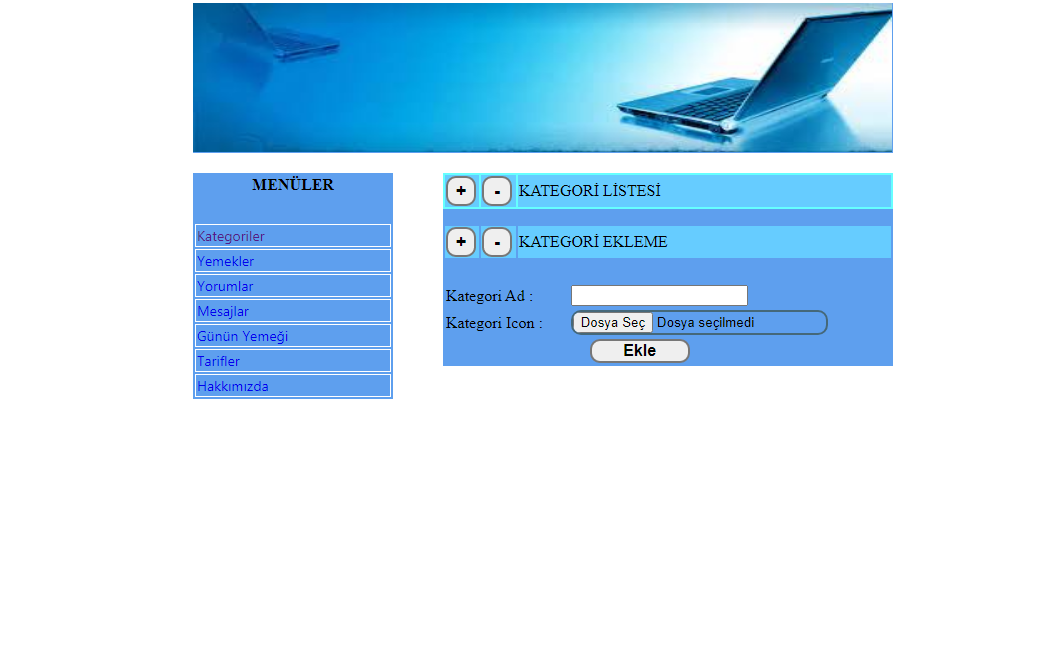 MENÜLER
Kategoriler
Yemekler
Yorumlar
Mesajlar
Günün Yemeği
Tarifler
Hakkımızda
+ - KATEGORİ LİSTESİ
+ - KATEGORİ EKLEME
Kategori Ad :
Kategori Icon : Dosya Seç Dosya seçilmedi
Ekle